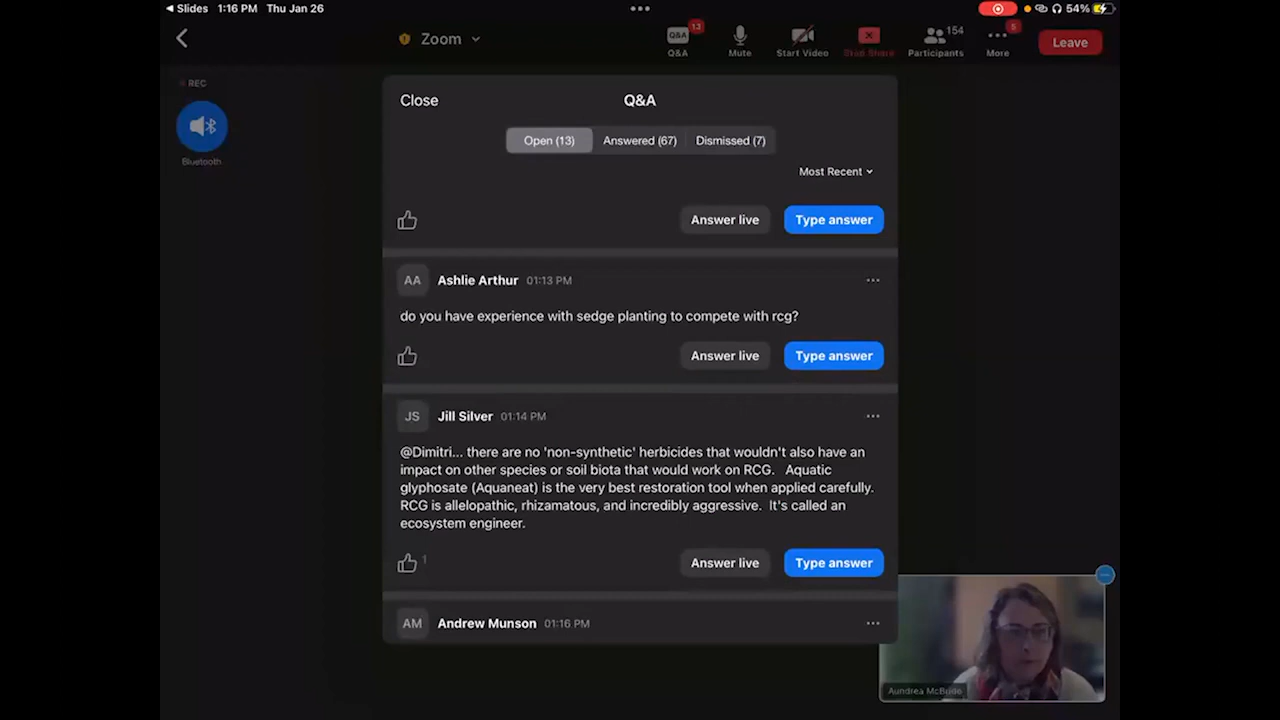 Slides 1:16 PM Thu Jan 26
54%
Zoom
Q&A
13
Q&A
Mute
Start Video
Stop Share
154
Participants
5
More
Leave
REC
Bluetooth
Close
Q&A
Open (13)
Answered (67)
Dismissed (7)
Most Recent
Answer live
Type answer
AA
Ashlie Arthur 01:13 PM
do you have experience with sedge planting to compete with rcg?
Answer live
Type answer
JS
Jill Silver 01:14 PM
@Dimitri... there are no 'non-synthetic' herbicides that wouldn't also have an
impact on other species or soil biota that would work on RCG. Aquatic
glyphosate (Aquaneat) is the very best restoration tool when applied carefully.
RCG is allelopathic, rhizamatous, and incredibly aggressive. It's called an
ecosystem engineer.
1
Answer live
Type answer
AM
Andrew Munson 01:16 PM
Aundrea McBride